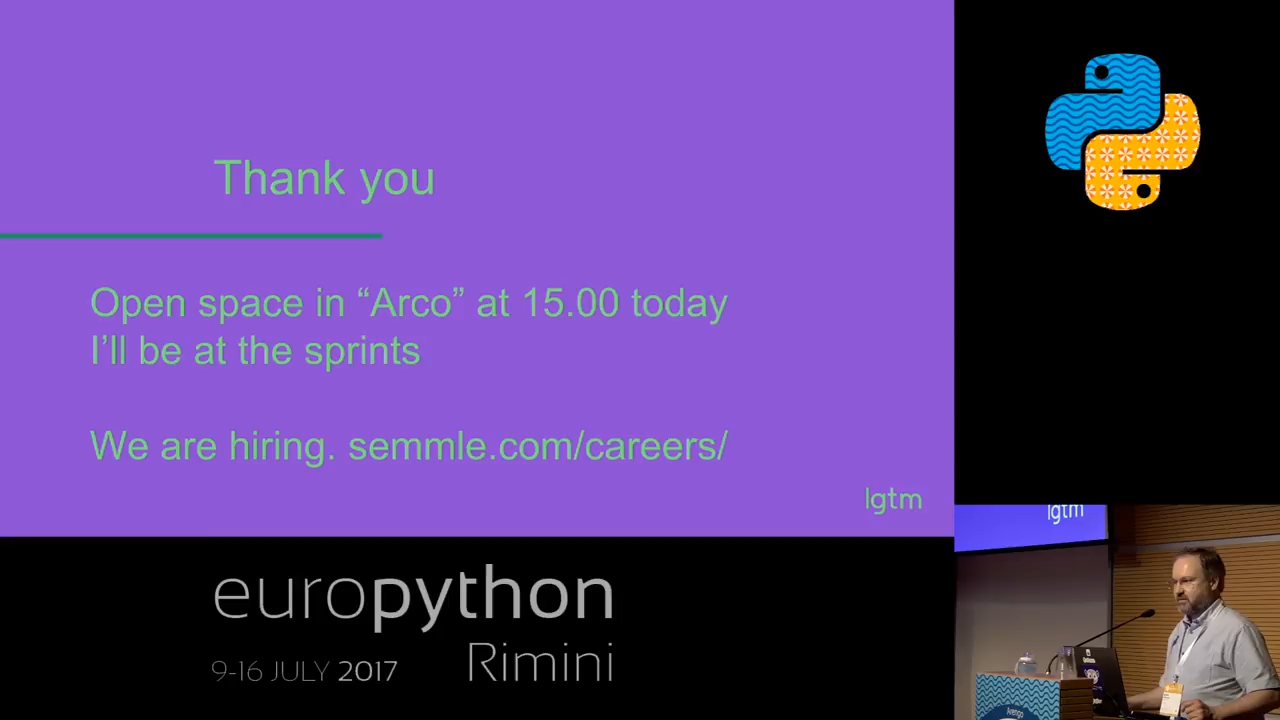 Thank you
Open space in “Arco” at 15.00 today
I’ll be at the sprints
We are hiring. semmle.com/careers/
lgtm
europython
9-16 JULY 2017 Rimini
lgtm